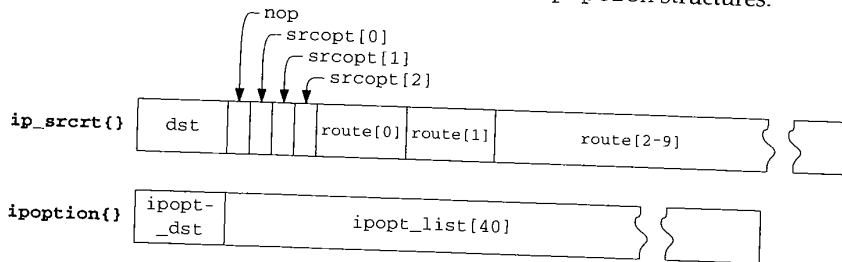 ipoption structures.
nop
srcopt[0]
srcopt[1]
srcopt[2]
ip_srcrt{} dst route[0] route[1] route[2-9]
ipoption{} ipopt-
_dst ipopt_list[40]